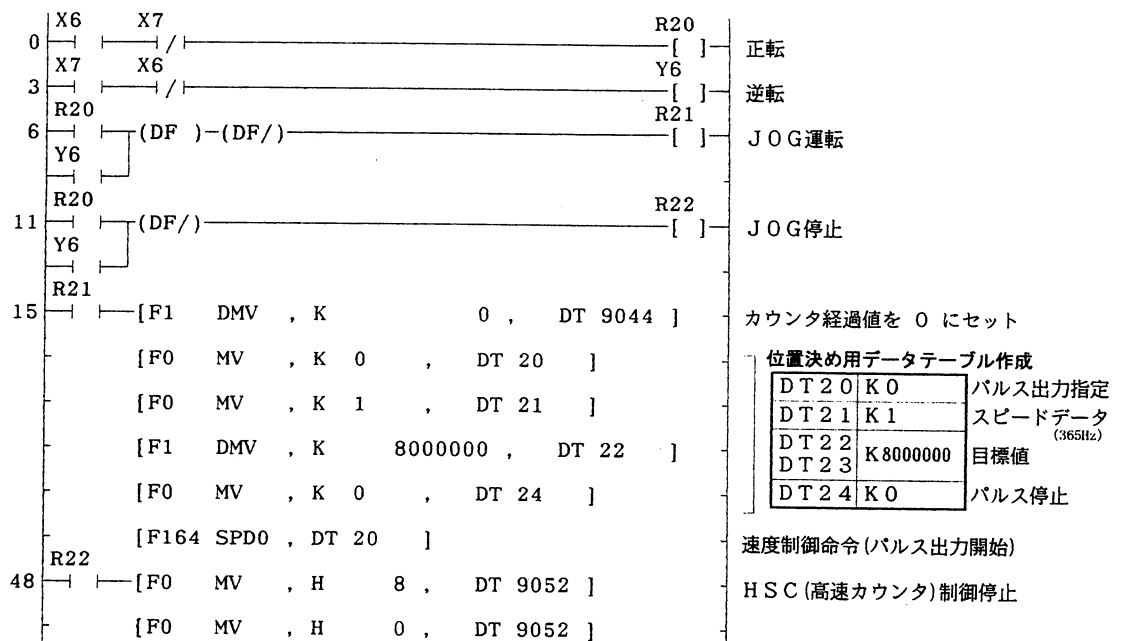 X6 X7 R20
0 [ ] 正転
X7 X6 Y6
3 [ ] 逆転
R20 R21
6 (DF )-(DF/) [ ] JOG運転
Y6
R20 R22
11 (DF/) [ ] JOG停止
Y6
R21
15 [F1 DMV , K 0 , DT 9044 ] カウンタ経過値を 0 にセット
[F0 MV , K 0 , DT 20 ] 位置決め用データテーブル作成
DT20 K0 パルス出力指定
[F0 MV , K 1 , DT 21 ] DT21 K1 スピードデータ
(365Hz)
[F1 DMV , K 8000000 , DT 22 ] DT22 DT23 K8000000 目標値
[F0 MV , K 0 , DT 24 ] DT24 K0 パルス停止
[F164 SPD0 , DT 20 ] 速度制御命令(パルス出力開始)
R22
48 [F0 MV , H 8 , DT 9052 ] HSC(高速カウンタ)制御停止
[F0 MV , H 0 , DT 9052 ]